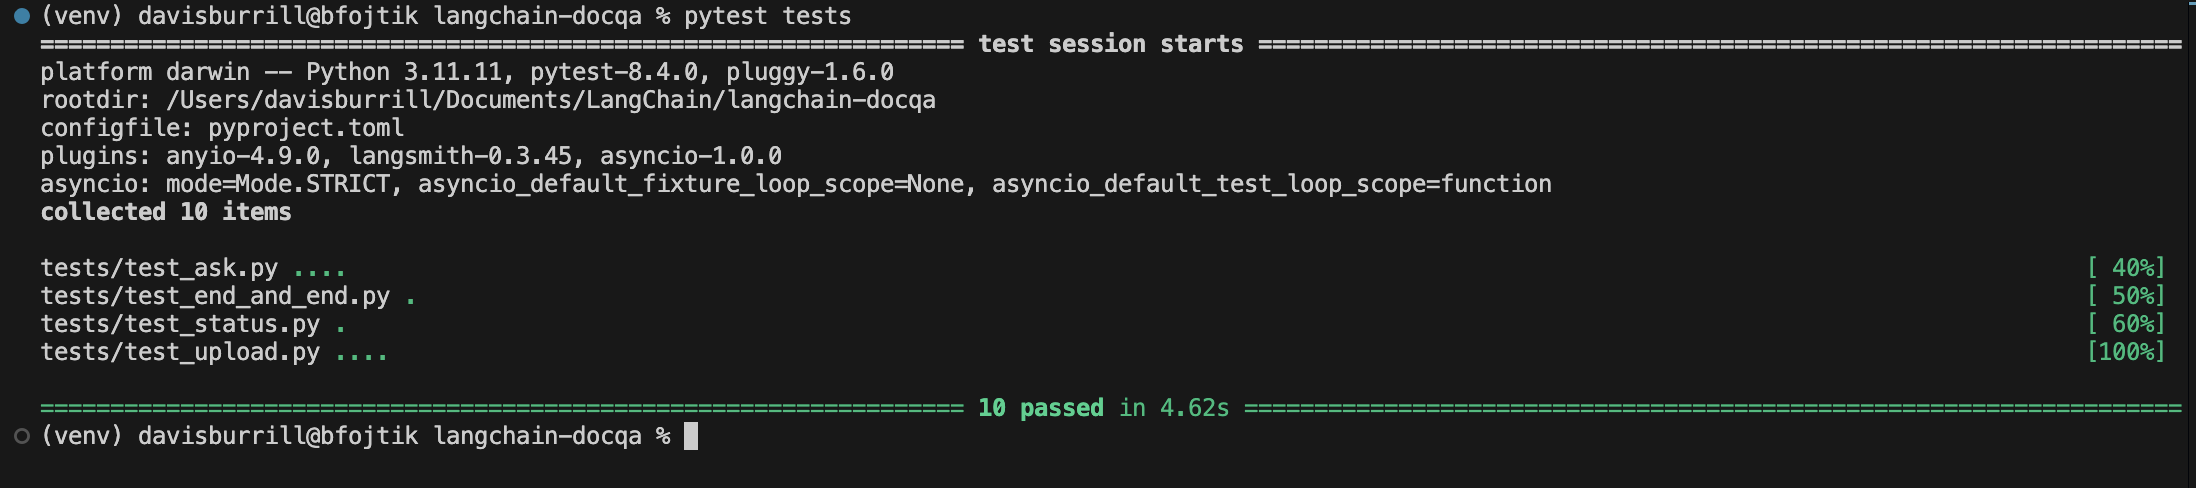 (venv) davisburrill@bfojtik langchain-docqa % pytest tests
=================================================================== test session starts ===================================================================
platform darwin -- Python 3.11.11, pytest-8.4.0, pluggy-1.6.0
rootdir: /Users/davisburrill/Documents/LangChain/langchain-docqa
configfile: pyproject.toml
plugins: anyio-4.9.0, langsmith-0.3.45, asyncio-1.0.0
asyncio: mode=Mode.STRICT, asyncio_default_fixture_loop_scope=None, asyncio_default_test_loop_scope=function
collected 10 items
tests/test_ask.py .... [ 40%]
tests/test_end_and_end.py . [ 50%]
tests/test_status.py . [ 60%]
tests/test_upload.py .... [100%]
=================================================================== 10 passed in 4.62s ====================================================================
(venv) davisburrill@bfojtik langchain-docqa %